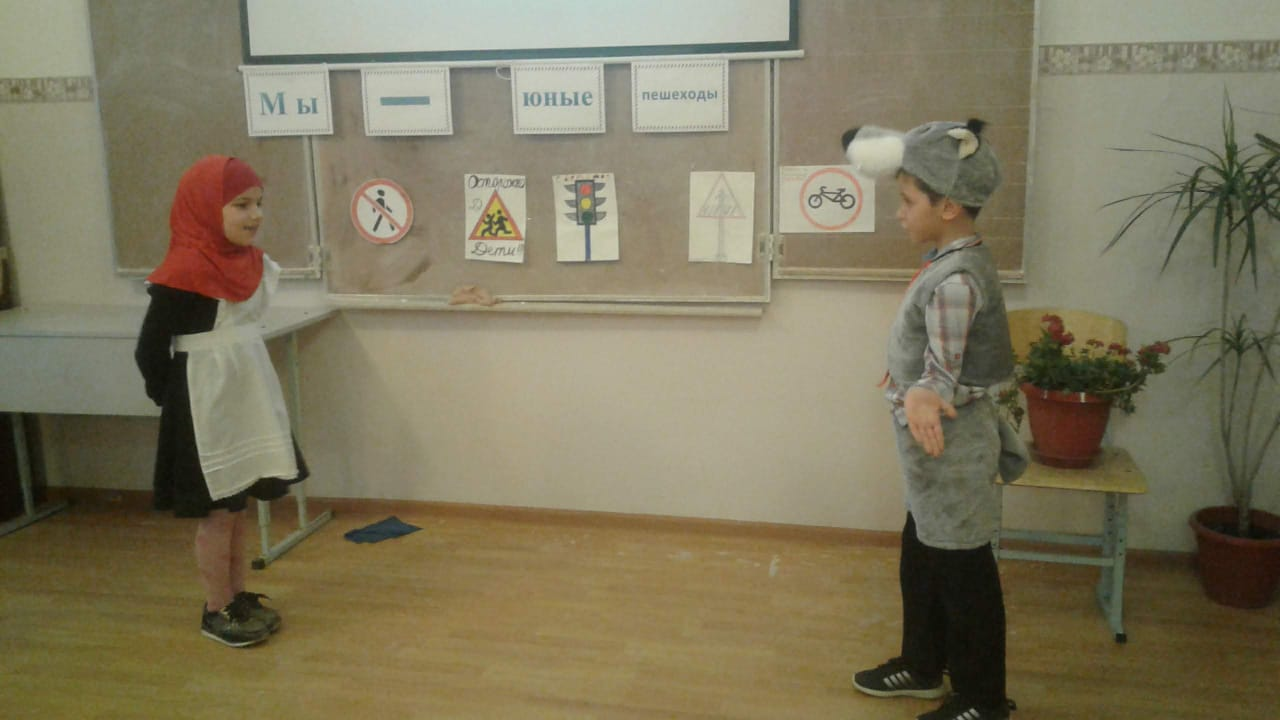 Мы
—
юные
пешеходы
Дети!!